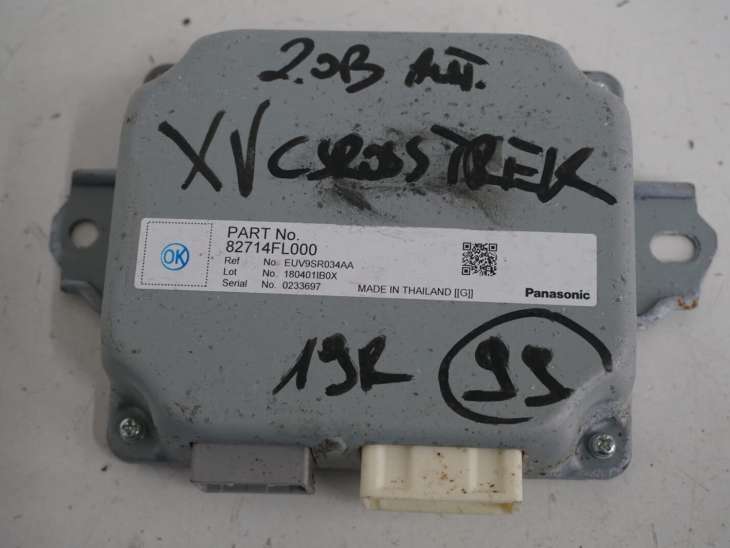 2.0B Aut.
XV CROSSTREK
PART No.
82714FL000
OK
Ref No. EUV9SR034AA
Lot No. 180401IB0X
Serial No. 0233697 MADE IN THAILAND [[G]] Panasonic
19R 99